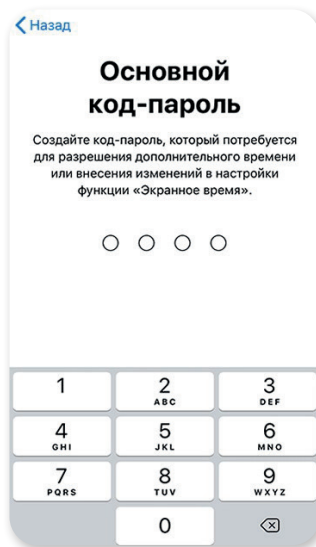 Назад
Основной
код-пароль
Создайте код-пароль, который потребуется
для разрешения дополнительного времени
или внесения изменений в настройки
функции «Экранное время».
1 2 3
ABC DEF
4 5 6
GHI JKL MNO
7 8 9
PQRS TUV WXYZ
0